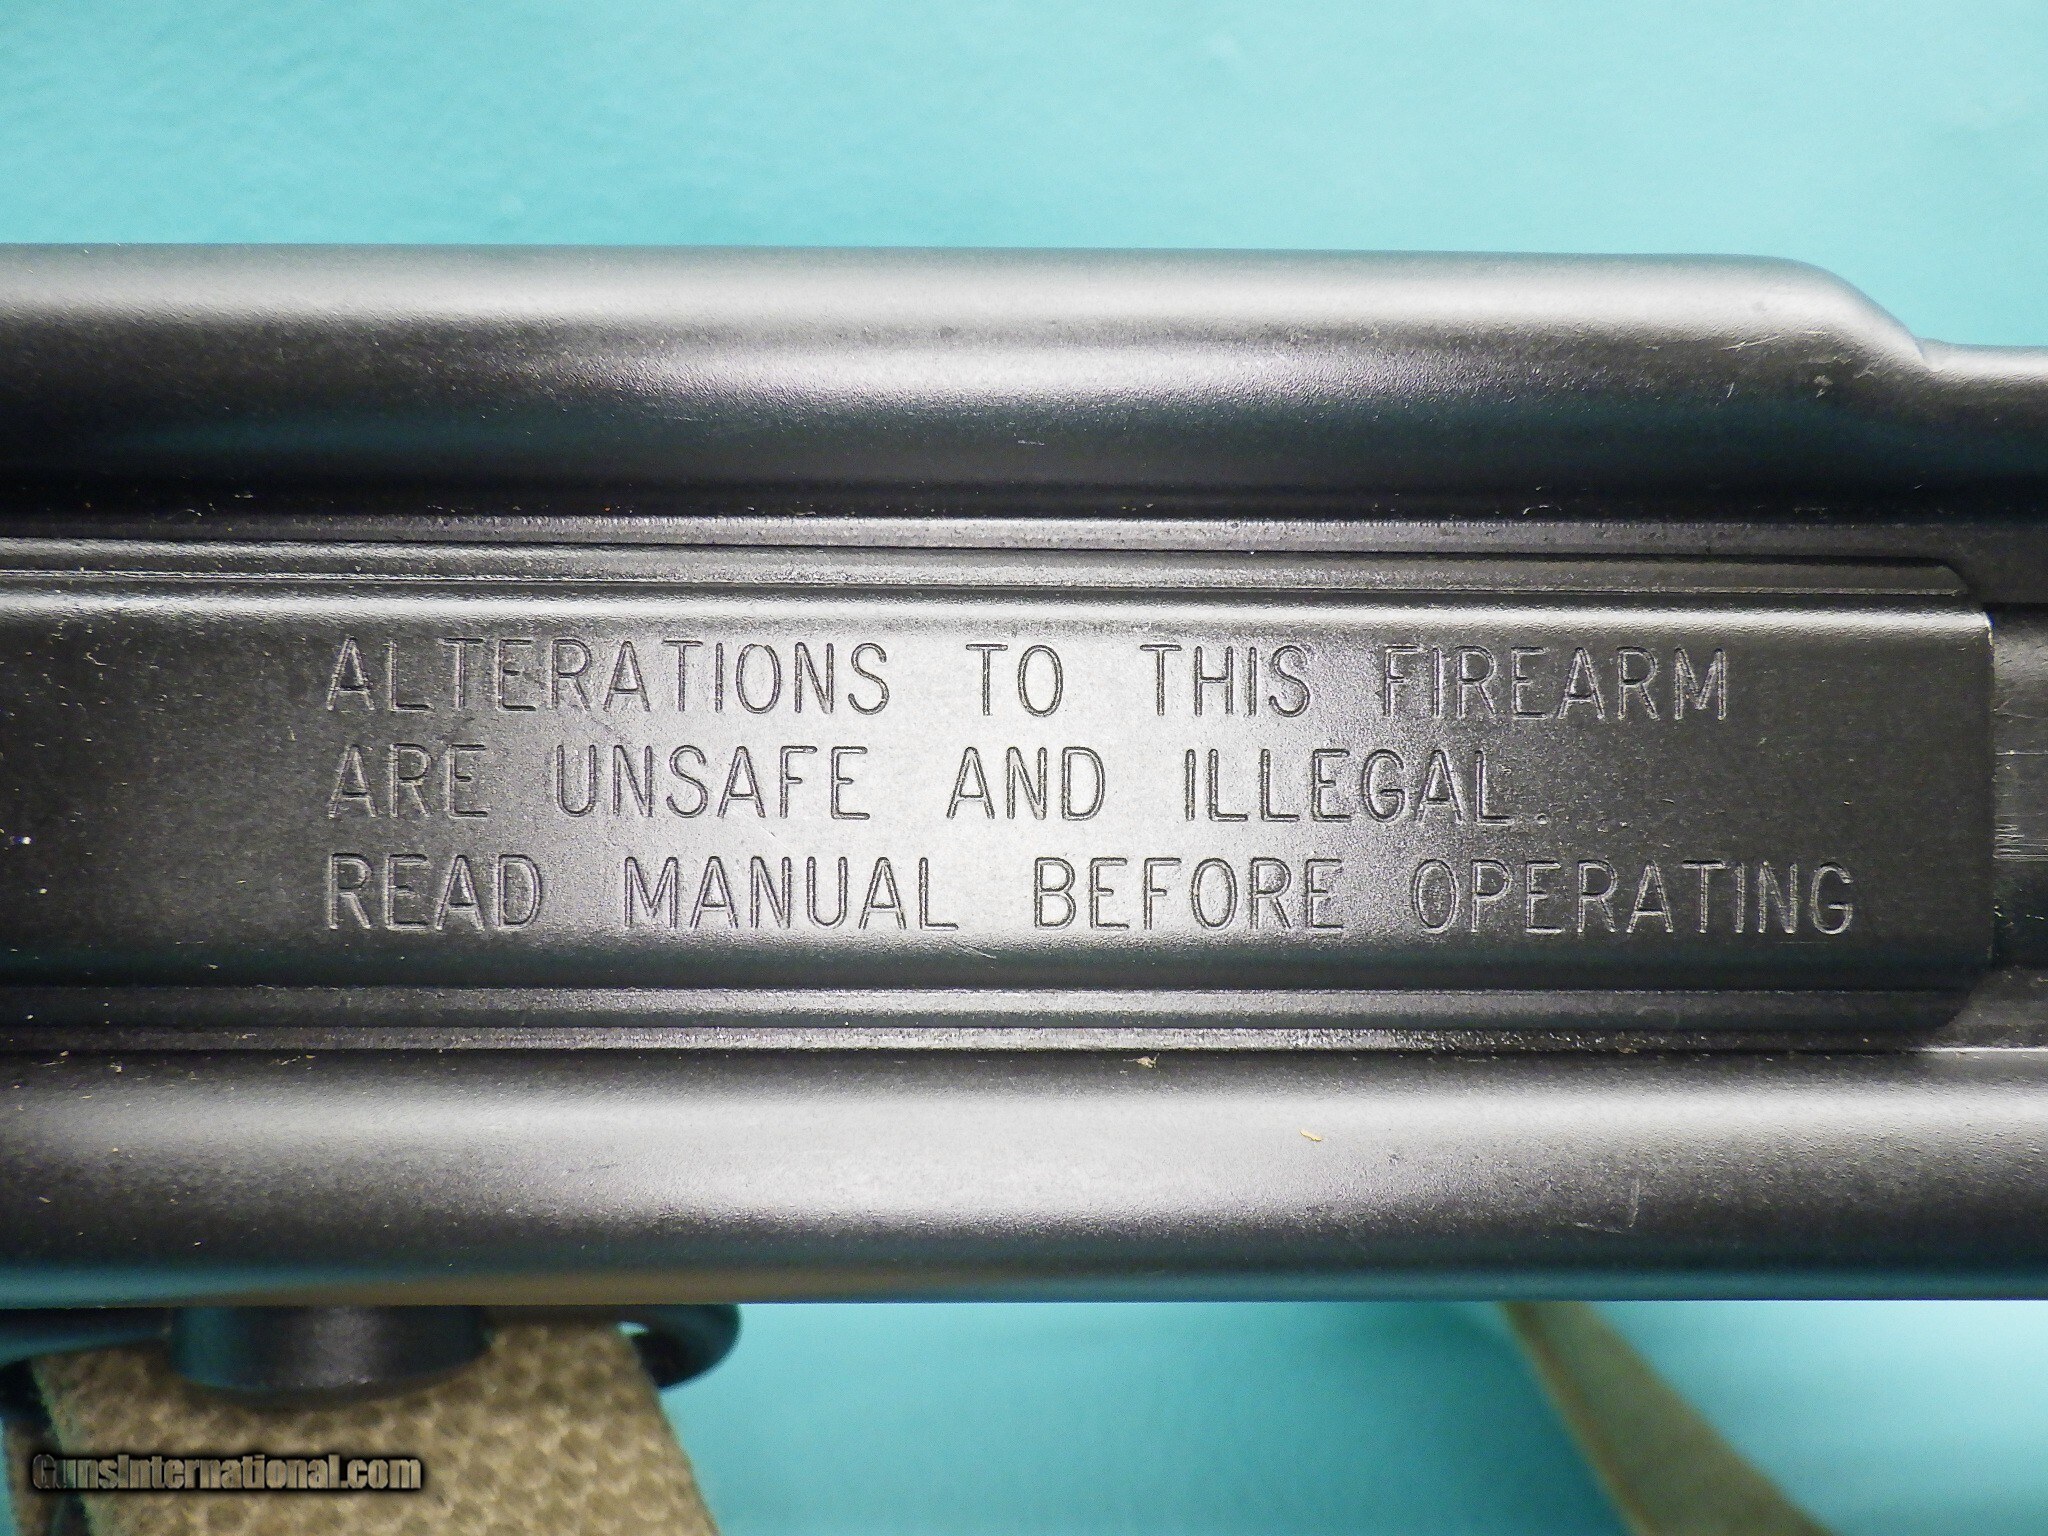 ALTERATIONS TO THIS FIREARM
ARE UNSAFE AND ILLEGAL.
READ MANUAL BEFORE OPERATING
GunsInternational.com